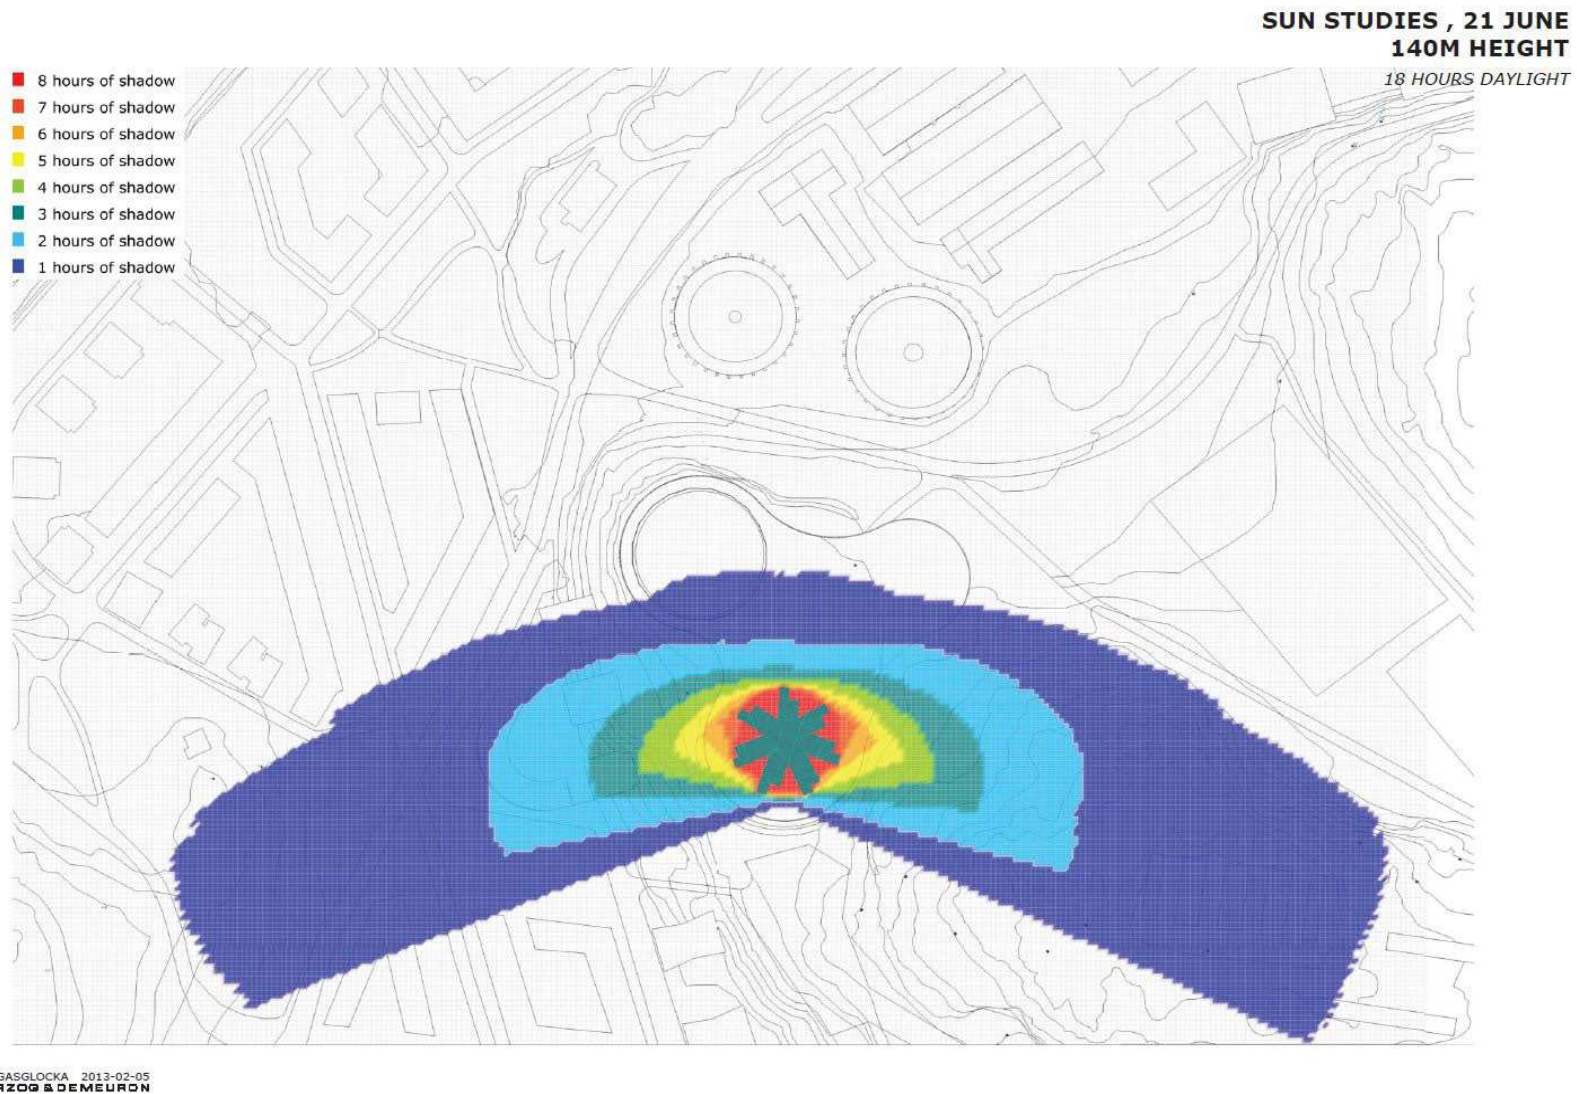 SUN STUDIES , 21 JUNE
140M HEIGHT
18 HOURS DAYLIGHT
8 hours of shadow
7 hours of shadow
6 hours of shadow
5 hours of shadow
4 hours of shadow
3 hours of shadow
2 hours of shadow
1 hours of shadow
GASGLOCKA 2013-02-05
RZOG & DEMEURON